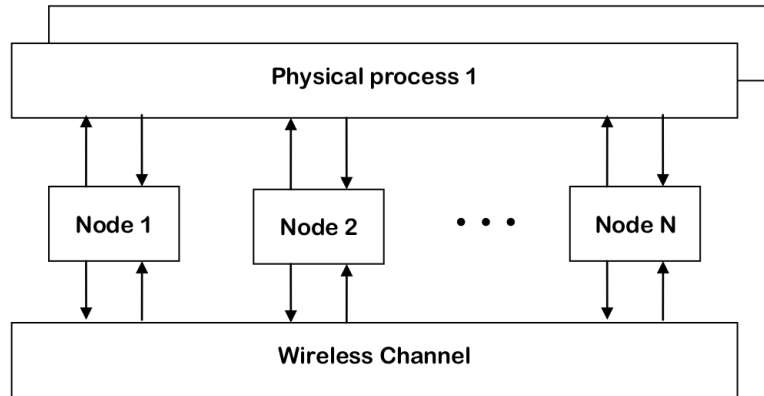 Physical process 1
Node 1
Node 2
• • •
Node N
Wireless Channel